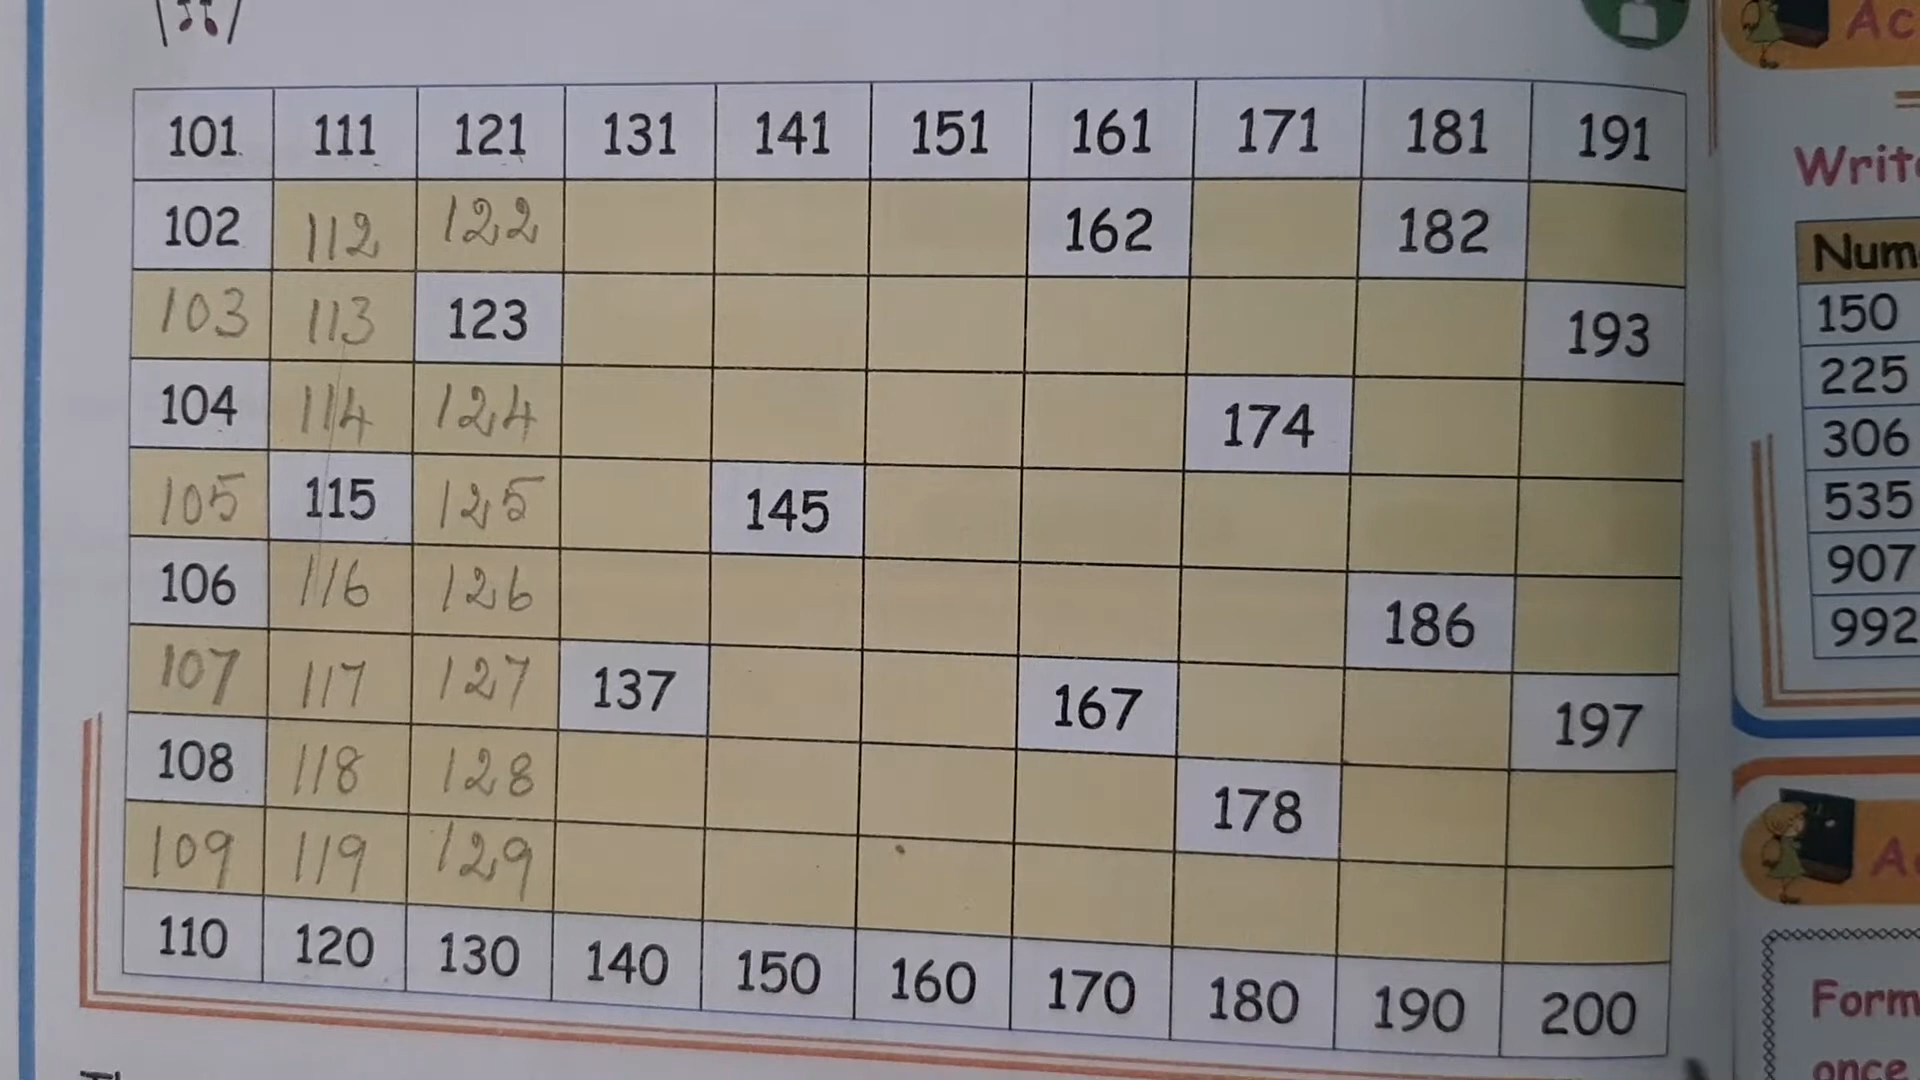 Ac
101 111 121 131 141 151 161 171 181 191
Write
102 112 122 162 182
Num
103 113 123 193
150
104 114 124 174
225
306
105 115 125 145
535
106 116 126 186
907
992
107 117 127 137 167 197
108 118 128 178
109 119 129
110 120 130 140 150 160 170 180 190 200
Form
once